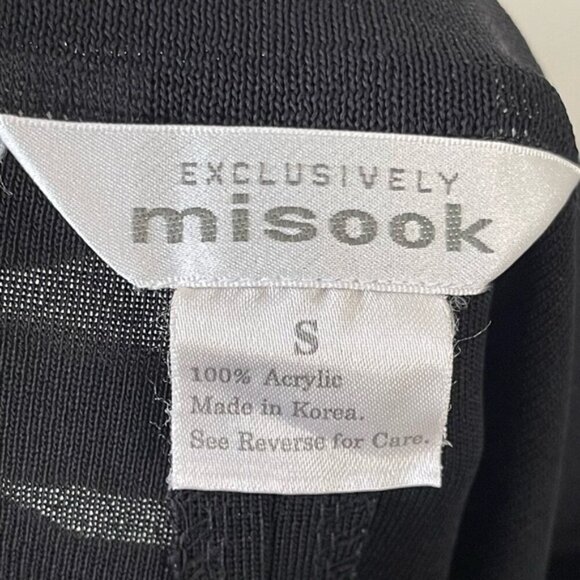 EXCLUSIVELY
misook
S
100% Acrylic
Made in Korea.
See Reverse for Care.